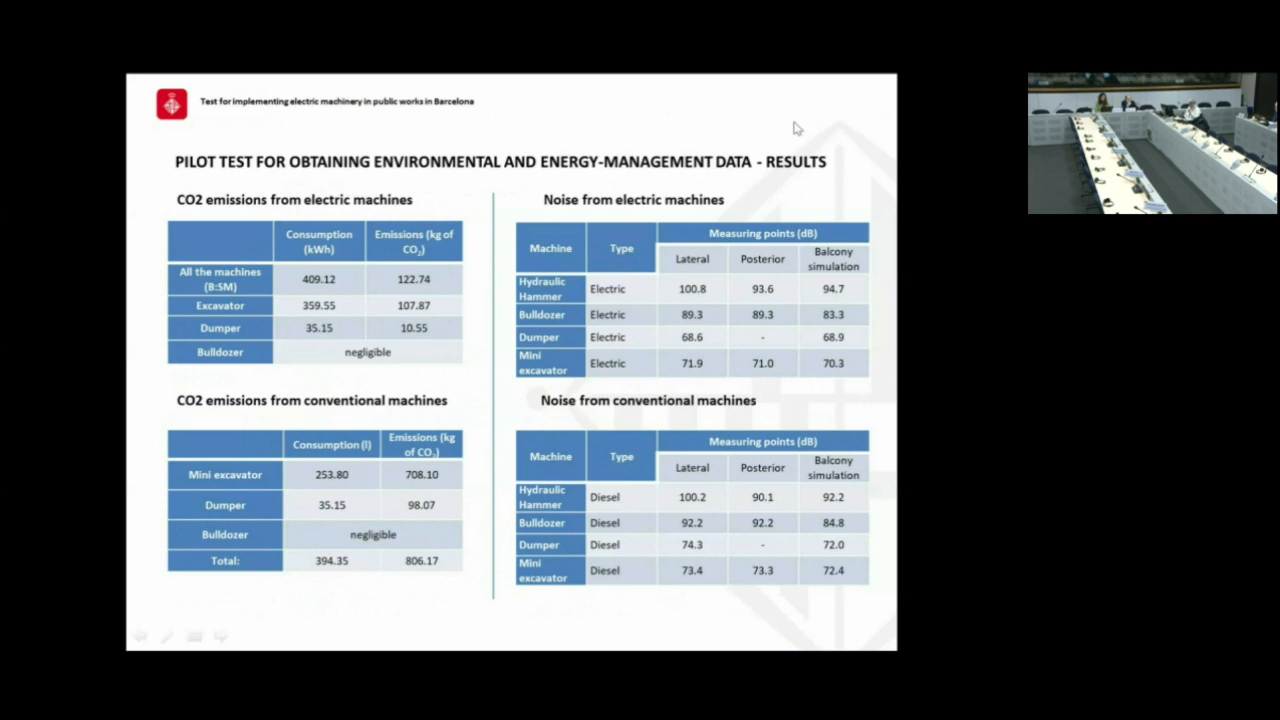 Test for implementing electric machinery in public works in Barcelona
PILOT TEST FOR OBTAINING ENVIRONMENTAL AND ENERGY-MANAGEMENT DATA - RESULTS
CO2 emissions from electric machines
Consumption (kWh) Emissions (kg of CO2)
All the machines (B:SM) 409.12 122.74
Excavator 359.55 107.87
Dumper 35.15 10.55
Bulldozer negligible
CO2 emissions from conventional machines
Consumption (l) Emissions (kg of CO2)
Mini excavator 253.80 708.10
Dumper 35.15 98.07
Bulldozer negligible
Total: 394.35 806.17
Noise from electric machines
Machine Type Measuring points (dB)
Lateral Posterior Balcony simulation
Hydraulic Hammer Electric 100.8 93.6 94.7
Bulldozer Electric 89.3 89.3 83.3
Dumper Electric 68.6 - 68.9
Mini excavator Electric 71.9 71.0 70.3
Noise from conventional machines
Machine Type Measuring points (dB)
Lateral Posterior Balcony simulation
Hydraulic Hammer Diesel 100.2 90.1 92.2
Bulldozer Diesel 92.2 92.2 84.8
Dumper Diesel 74.3 - 72.0
Mini excavator Diesel 73.4 73.3 72.4